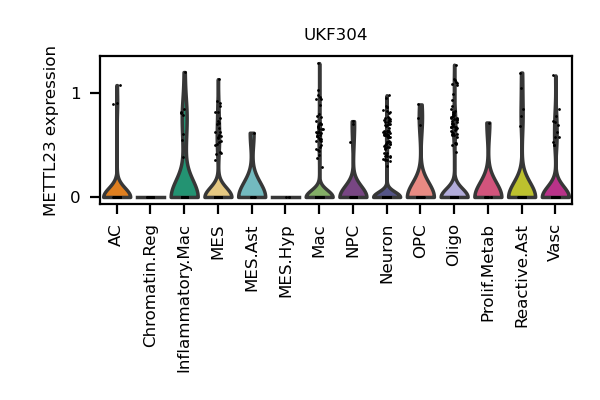 UKF304
METTL23 expression
1
0
AC
Chromatin.Reg
Inflammatory.Mac
MES
MES.Ast
MES.Hyp
Mac
NPC
Neuron
OPC
Oligo
Prolif.Metab
Reactive.Ast
Vasc